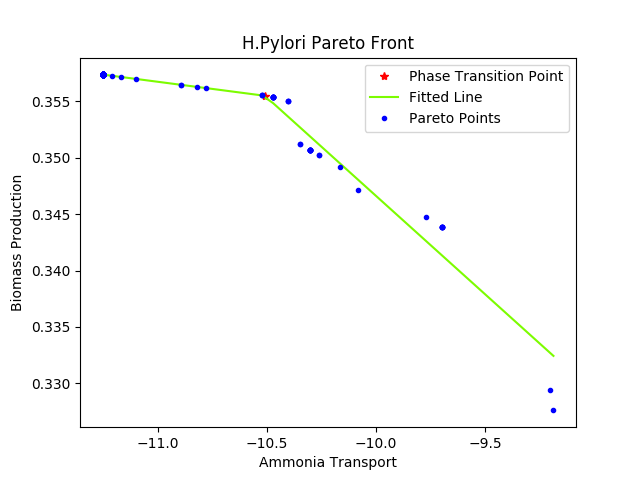 H.Pylori Pareto Front
Phase Transition Point
Fitted Line
Pareto Points
0.355
0.350
0.345
0.340
0.335
0.330
Biomass Production
−11.0
−10.5
−10.0
−9.5
Ammonia Transport